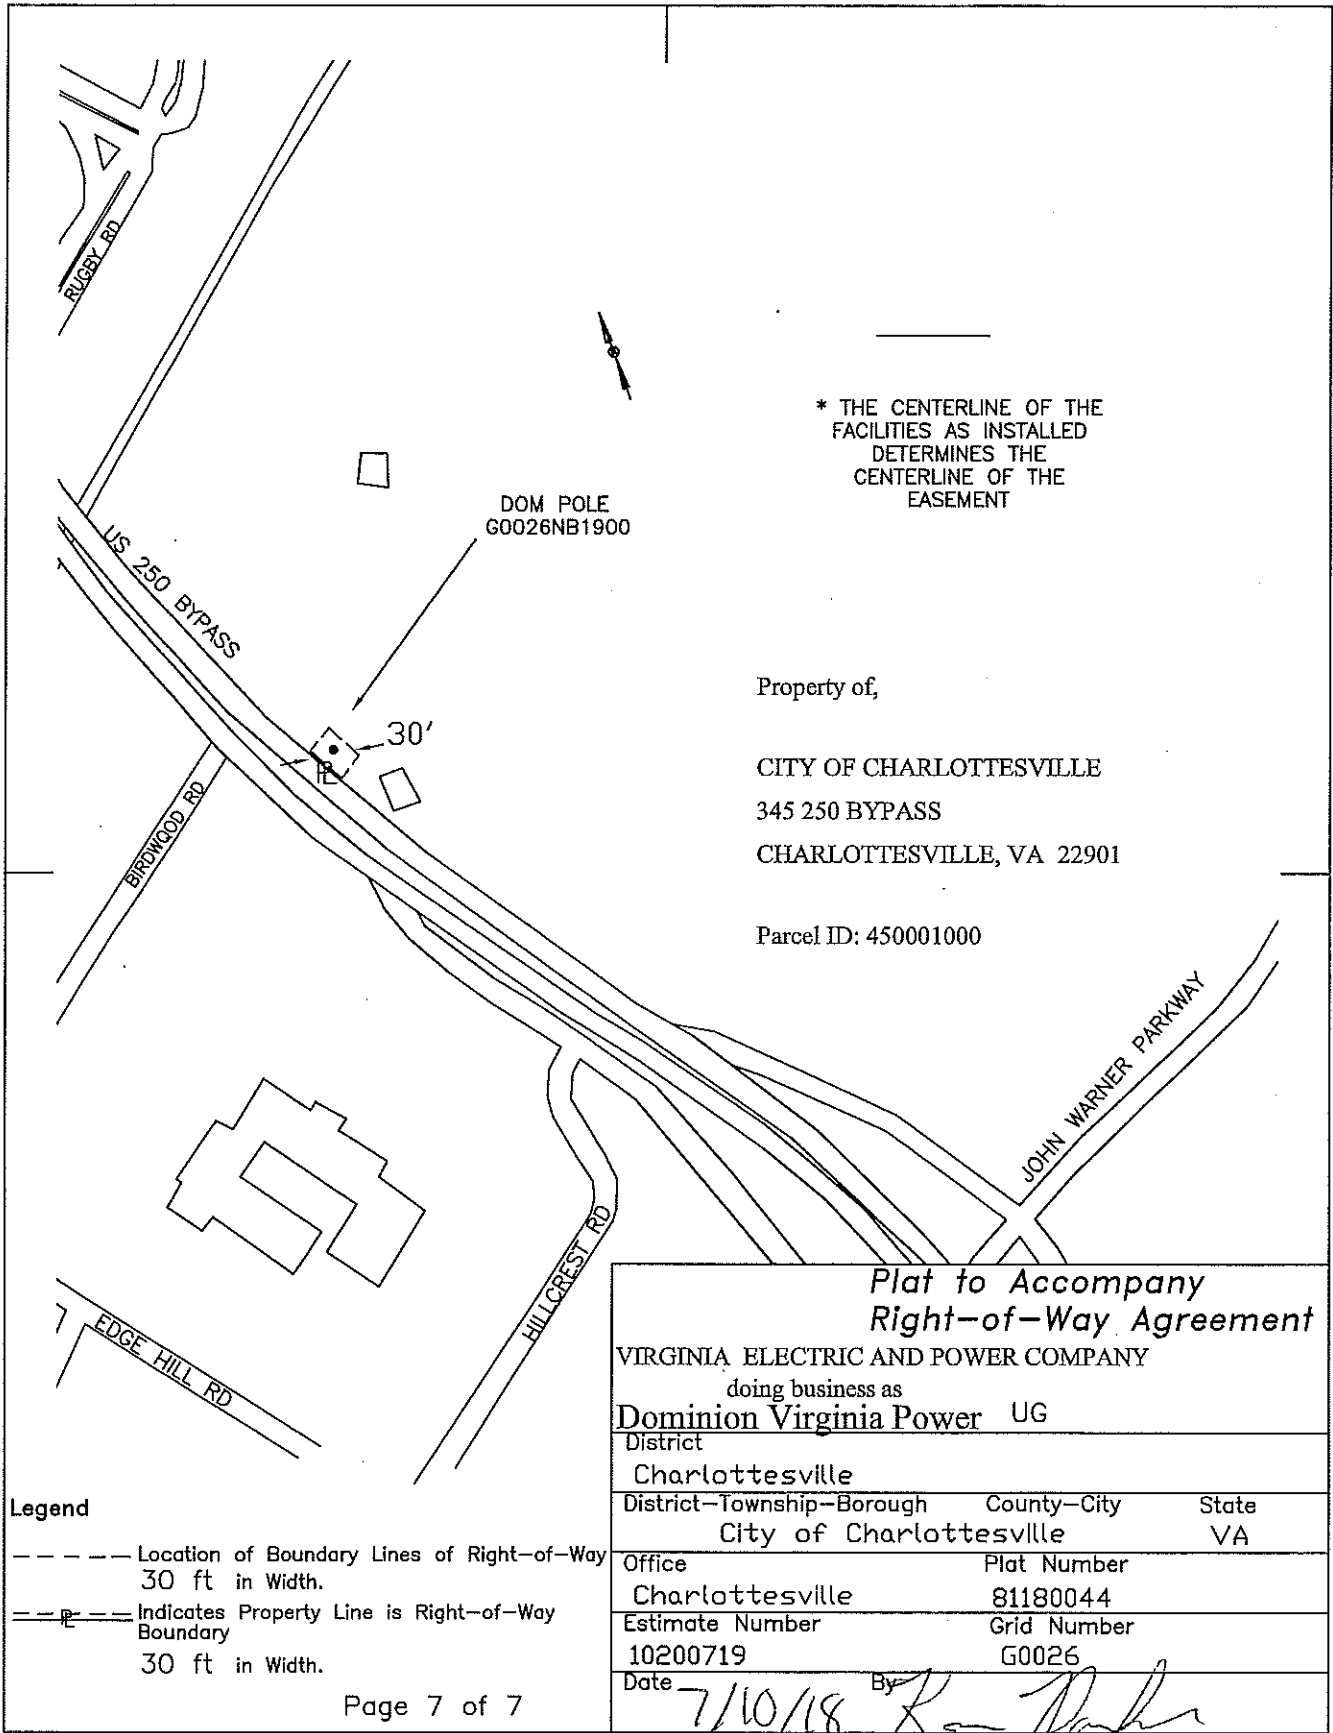 RUGBY RD
* THE CENTERLINE OF THE
FACILITIES AS INSTALLED
DETERMINES THE
CENTERLINE OF THE
EASEMENT
DOM POLE
G0026NB1900
US 250 BYPASS
30'
PL
BIRDWOOD RD
Property of,
CITY OF CHARLOTTESVILLE
345 250 BYPASS
CHARLOTTESVILLE, VA 22901
Parcel ID: 450001000
JOHN WARNER PARKWAY
HILLCREST RD
EDGE HILL RD
Plat to Accompany
Right-of-Way Agreement
VIRGINIA ELECTRIC AND POWER COMPANY
doing business as
Dominion Virginia Power UG
District
Charlottesville
District-Township-Borough County-City State
City of Charlottesville VA
Office Plat Number
Charlottesville 81180044
Estimate Number Grid Number
10200719 G0026
Date 7/10/18 By
Legend
Location of Boundary Lines of Right-of-Way
30 ft in Width.
PL Indicates Property Line is Right-of-Way
Boundary
30 ft in Width.
Page 7 of 7